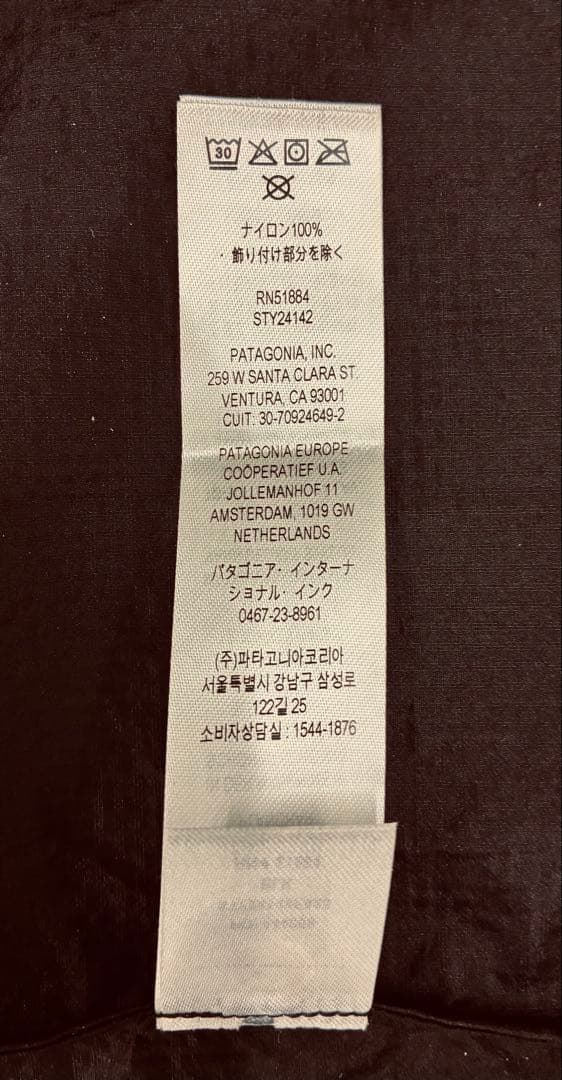 30
ナイロン100%
・飾り付け部分を除く
RN51884
STY24142
PATAGONIA, INC.
259 W SANTA CLARA ST.
VENTURA, CA 93001
CUIT: 30-70924649-2
PATAGONIA EUROPE
COÖPERATIEF U.A.
JOLLEMANHOF 11
AMSTERDAM, 1019 GW
NETHERLANDS
パタゴニア・インターナ
ショナル・インク
0467-23-8961
(주)파타고니아코리아
서울특별시 강남구 삼성로
122길 25
소비자상담실 : 1544-1876